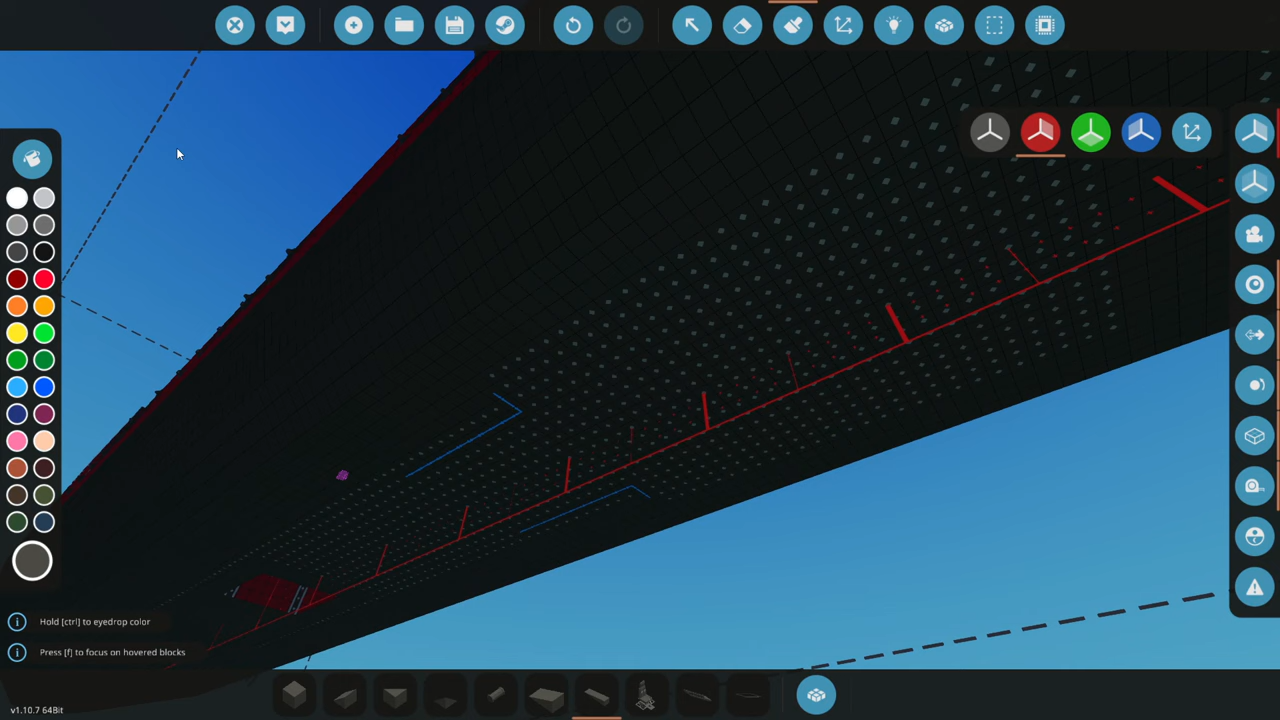 Hold [ctrl] to eyedrop color
Press [f] to focus on hovered blocks
v1.10.7 64Bit